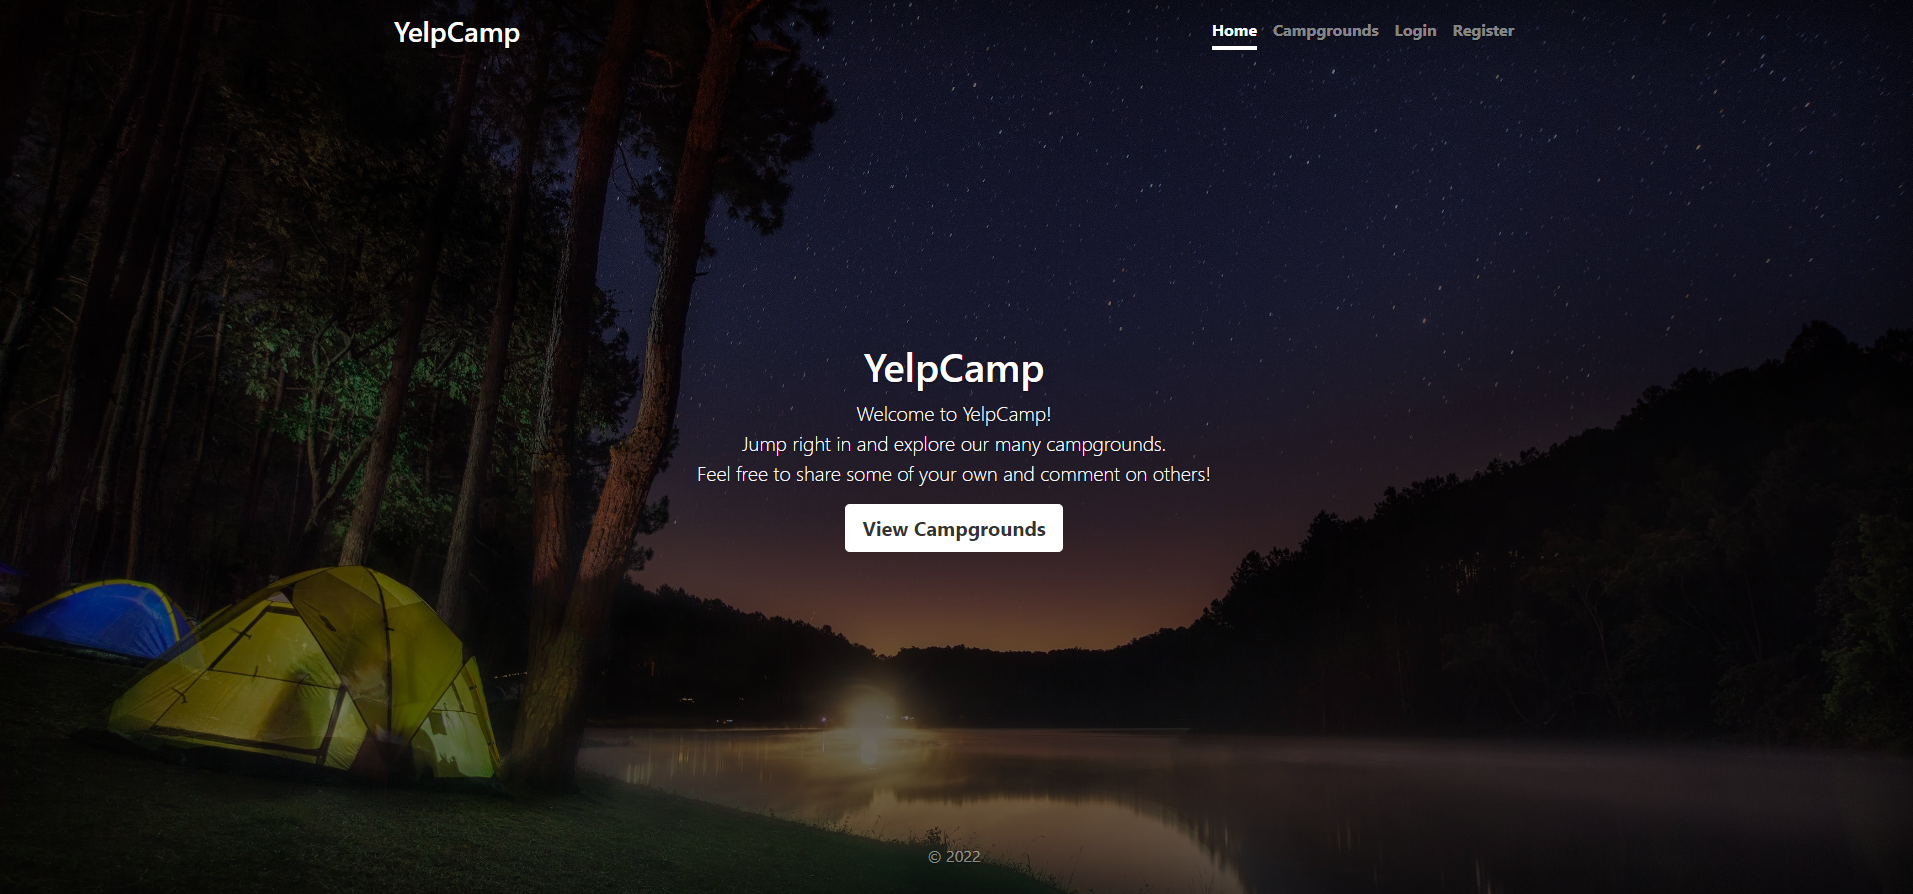 YelpCamp
Home Campgrounds Login Register
YelpCamp
Welcome to YelpCamp!
Jump right in and explore our many campgrounds.
Feel free to share some of your own and comment on others!
View Campgrounds
© 2022